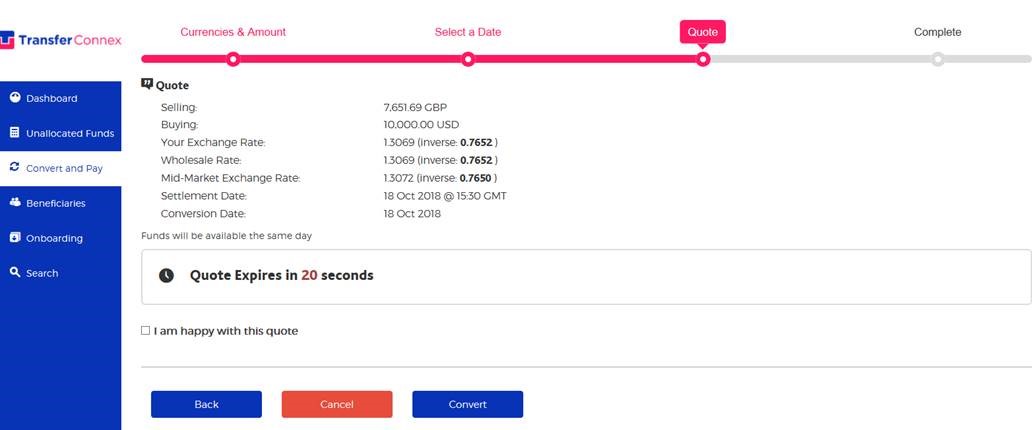 Transfer Connex
Currencies & Amount
Select a Date
Quote
Complete
Dashboard
Unallocated Funds
Convert and Pay
Beneficiaries
Onboarding
Search
Quote
Selling: 7,651.69 GBP
Buying: 10,000.00 USD
Your Exchange Rate: 1.3069 (inverse: 0.7652 )
Wholesale Rate: 1.3069 (inverse: 0.7652 )
Mid-Market Exchange Rate: 1.3072 (inverse: 0.7650 )
Settlement Date: 18 Oct 2018 @ 15:30 GMT
Conversion Date: 18 Oct 2018
Funds will be available the same day
Quote Expires in 20 seconds
I am happy with this quote
Back
Cancel
Convert